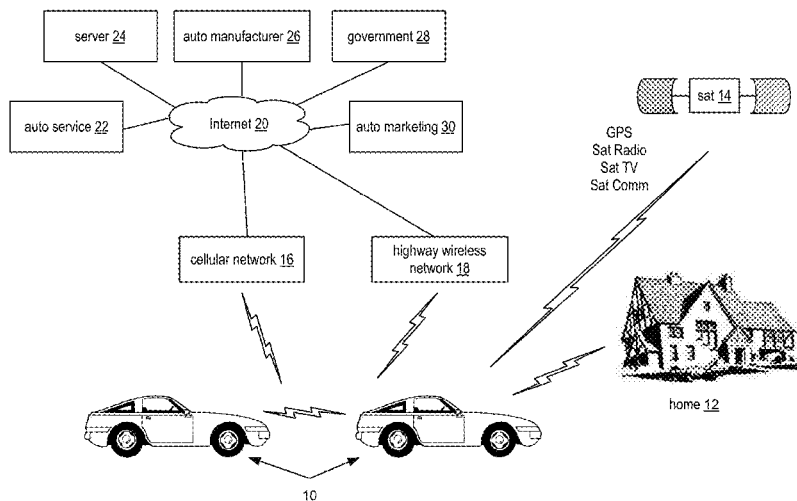 server 24
auto manufacturer 26
government 28
auto service 22
Internet 20
auto marketing 30
sat 14
GPS
Sat Radio
Sat TV
Sat Comm
cellular network 16
highway wireless
network 18
home 12
10